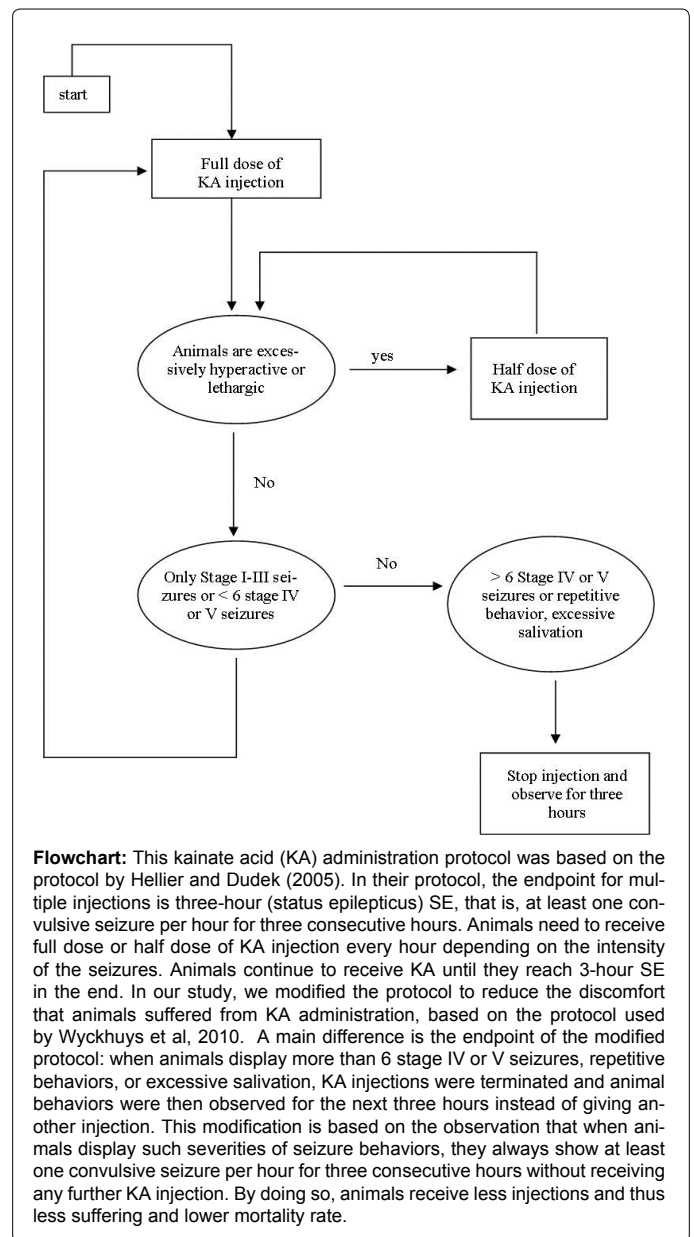 start
Full dose of
KA injection
Animals are exces-
sively hyperactive or
lethargic
yes
Half dose of
KA injection
No
Only Stage I-III sei-
zures or < 6 stage IV
or V seizures
No
> 6 Stage IV or V
seizures or repetitive
behavior, excessive
salivation
Stop injection and
observe for three
hours
Flowchart: This kainate acid (KA) administration protocol was based on the
protocol by Hellier and Dudek (2005). In their protocol, the endpoint for mul-
tiple injections is three-hour (status epilepticus) SE, that is, at least one con-
vulsive seizure per hour for three consecutive hours. Animals need to receive
full dose or half dose of KA injection every hour depending on the intensity
of the seizures. Animals continue to receive KA until they reach 3-hour SE
in the end. In our study, we modified the protocol to reduce the discomfort
that animals suffered from KA administration, based on the protocol used
by Wyckhuys et al, 2010. A main difference is the endpoint of the modified
protocol: when animals display more than 6 stage IV or V seizures, repetitive
behaviors, or excessive salivation, KA injections were terminated and animal
behaviors were then observed for the next three hours instead of giving an-
other injection. This modification is based on the observation that when ani-
mals display such severities of seizure behaviors, they always show at least
one convulsive seizure per hour for three consecutive hours without receiving
any further KA injection. By doing so, animals receive less injections and thus
less suffering and lower mortality rate.